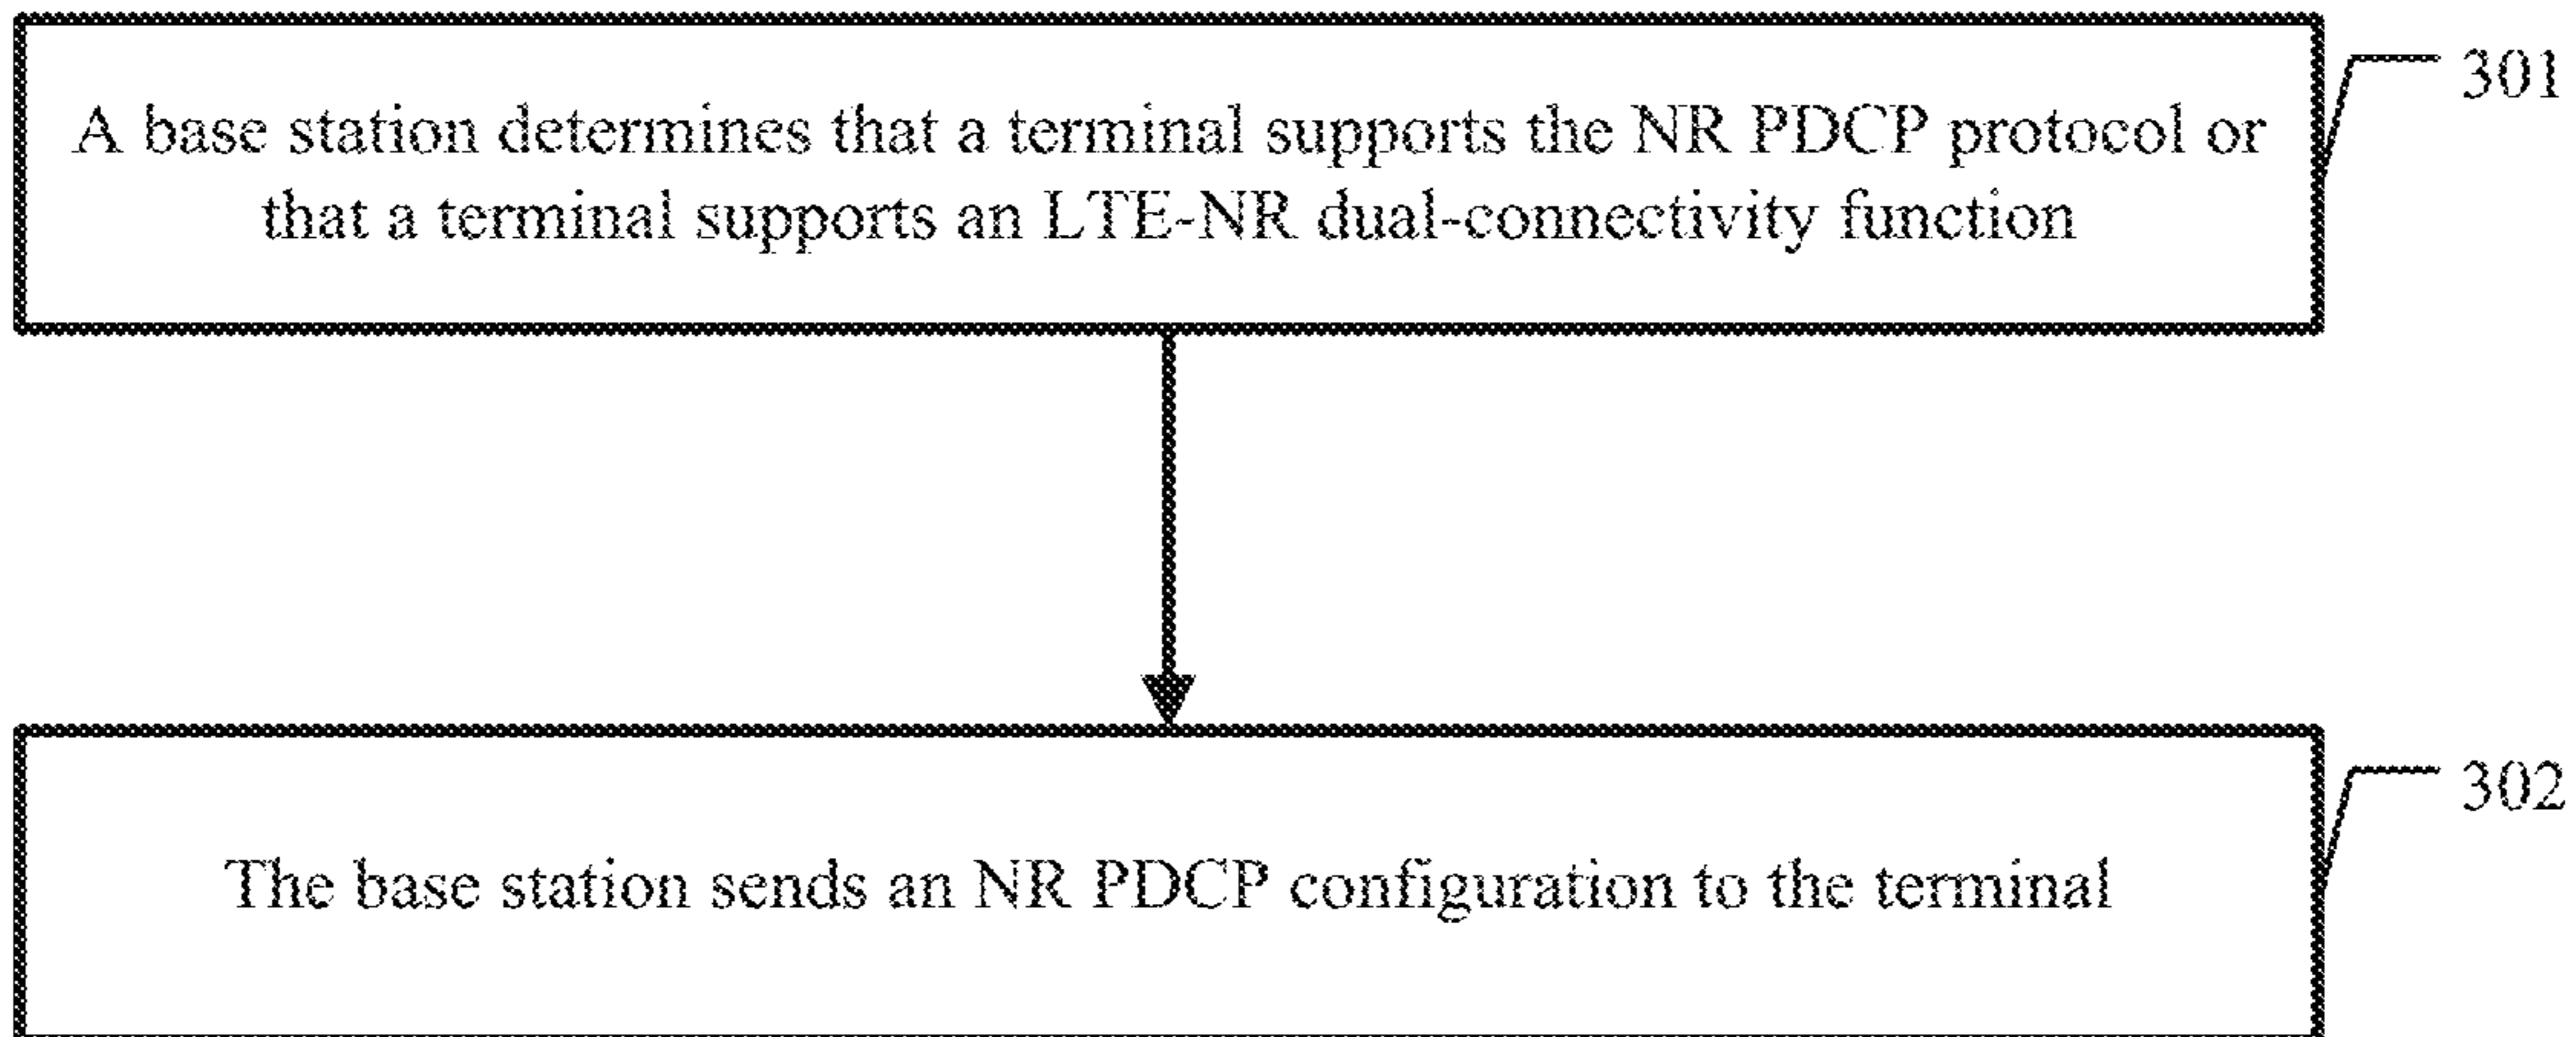 A base station determines that a terminal supports the NR PDCP protocol or
that a terminal supports an LTE-NR dual-connectivity function
301
The base station sends an NR PDCP configuration to the terminal
302